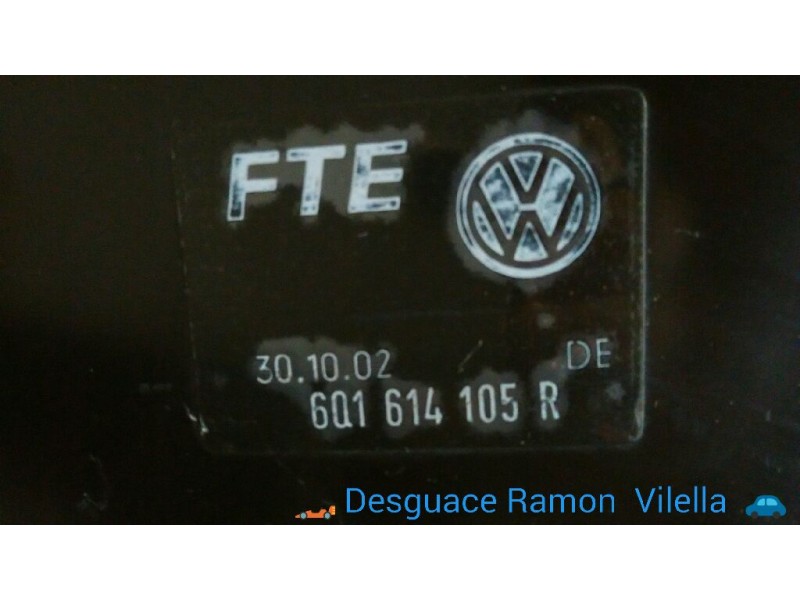 FTE
30.10.02 DE
6Q1 614 105 R
Desguace Ramon Vilella